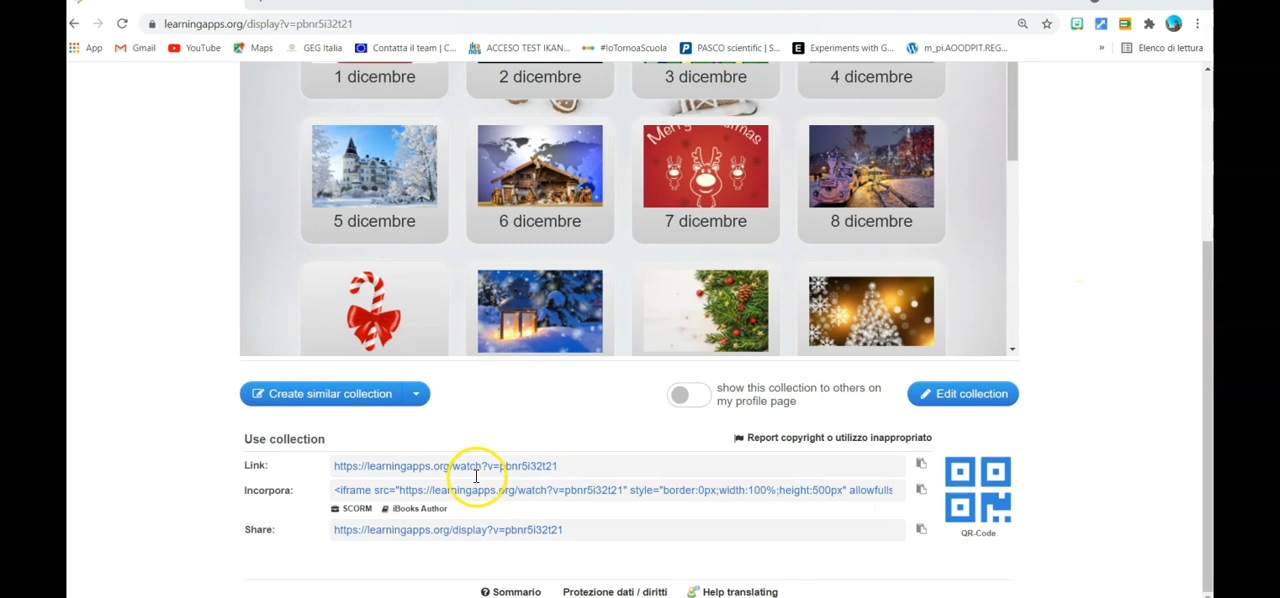 learningapps.org/display?v=pbnr5i32t21
App Gmail YouTube Maps GEG Italia Contatta il team | C... ACCESO TEST IKAN... #IoTornoaScuola PASCO scientific | S... Experiments with G... m_pi.AOODPIT.REG... » Elenco di lettura
1 dicembre 2 dicembre 3 dicembre 4 dicembre
Merry Christmas
5 dicembre 6 dicembre 7 dicembre 8 dicembre
Create similar collection
show this collection to others on
my profile page
Edit collection
Use collection
Report copyright o utilizzo inappropriato
Link: https://learningapps.org/watch?v=pbnr5i32t21
Incorpora: <iframe src="https://learningapps.org/watch?v=pbnr5i32t21" style="border:0px;width:100%;height:500px" allowfulls
SCORM iBooks Author
Share: https://learningapps.org/display?v=pbnr5i32t21
QR-Code
Sommario Protezione dati / diritti Help translating